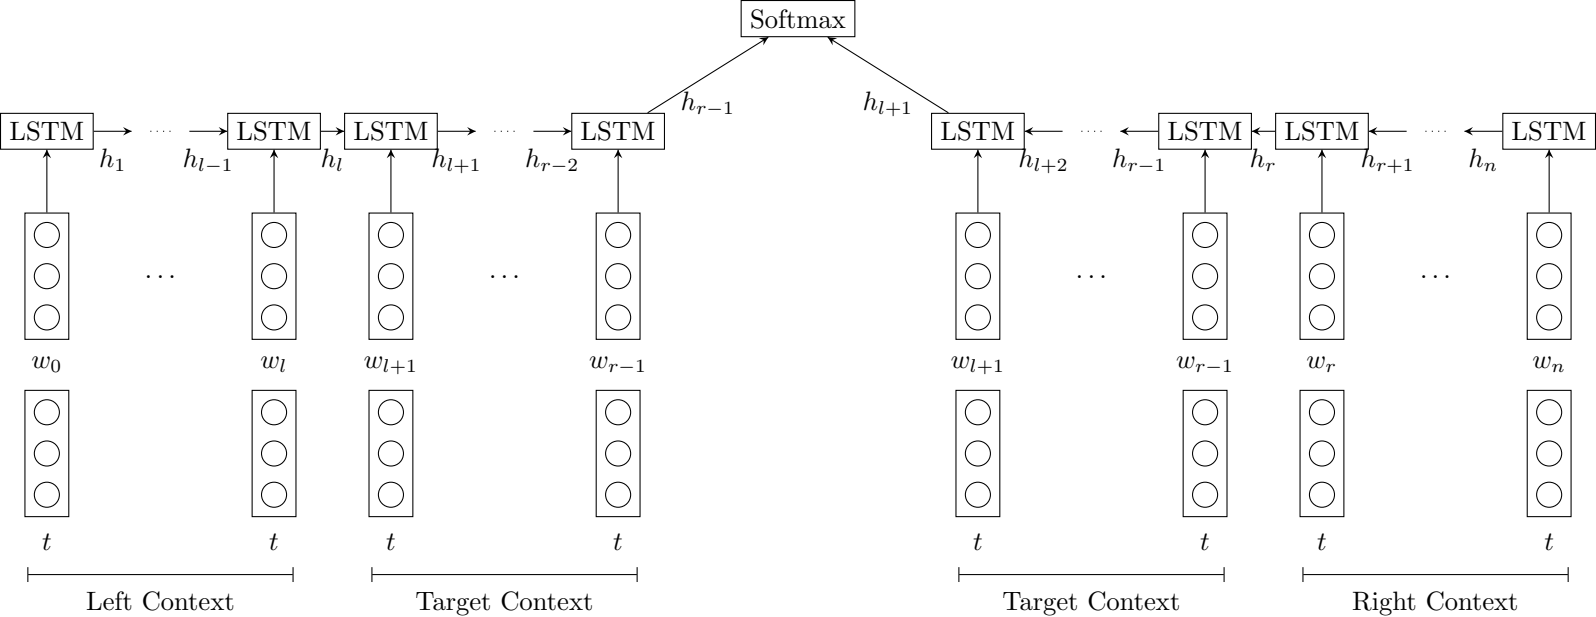 Softmax
h_{r−1} h_{l+1}
LSTM ···· LSTM LSTM ···· LSTM LSTM ···· LSTM LSTM ···· LSTM
h_1 h_{l−1} h_l h_{l+1} h_{r−2} h_{l+2} h_{r−1} h_r h_{r+1} h_n
... ... ... ...
w_0 w_l w_{l+1} w_{r−1} w_{l+1} w_{r−1} w_r w_n
t t t t t t t t
Left Context Target Context Target Context Right Context